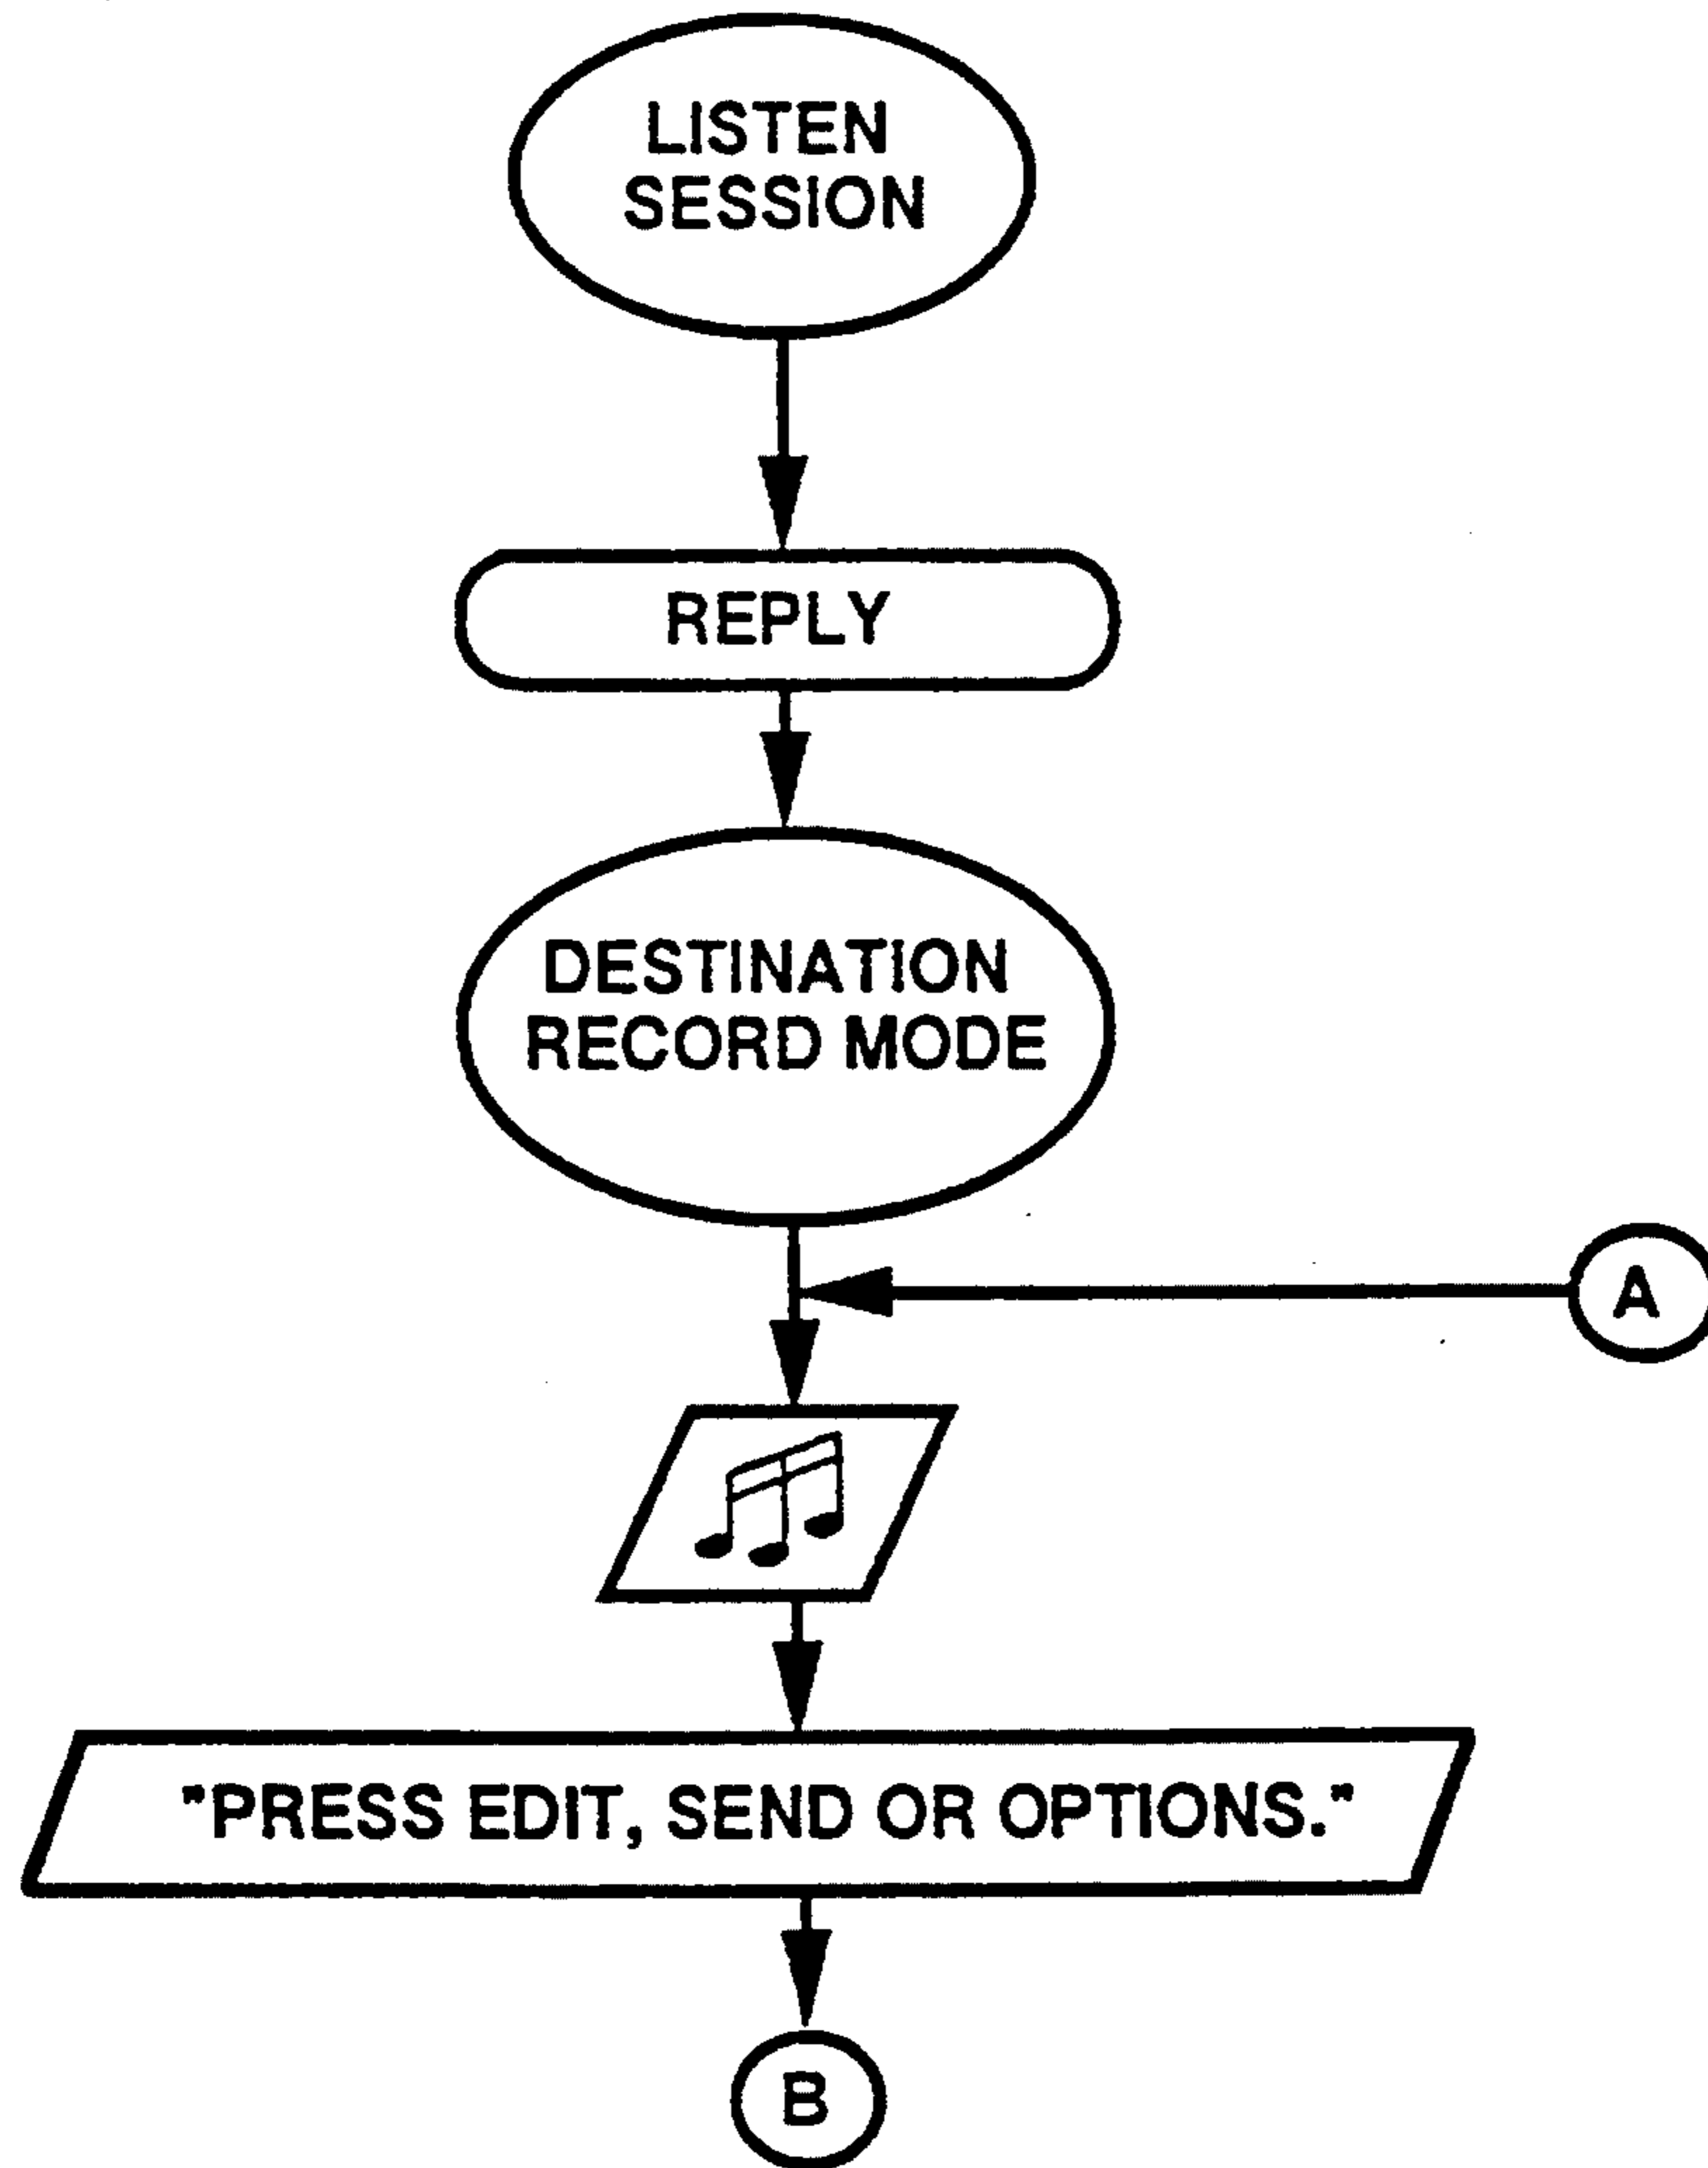 LISTEN
SESSION
REPLY
DESTINATION
RECORD MODE
A
"PRESS EDIT, SEND OR OPTIONS."
B